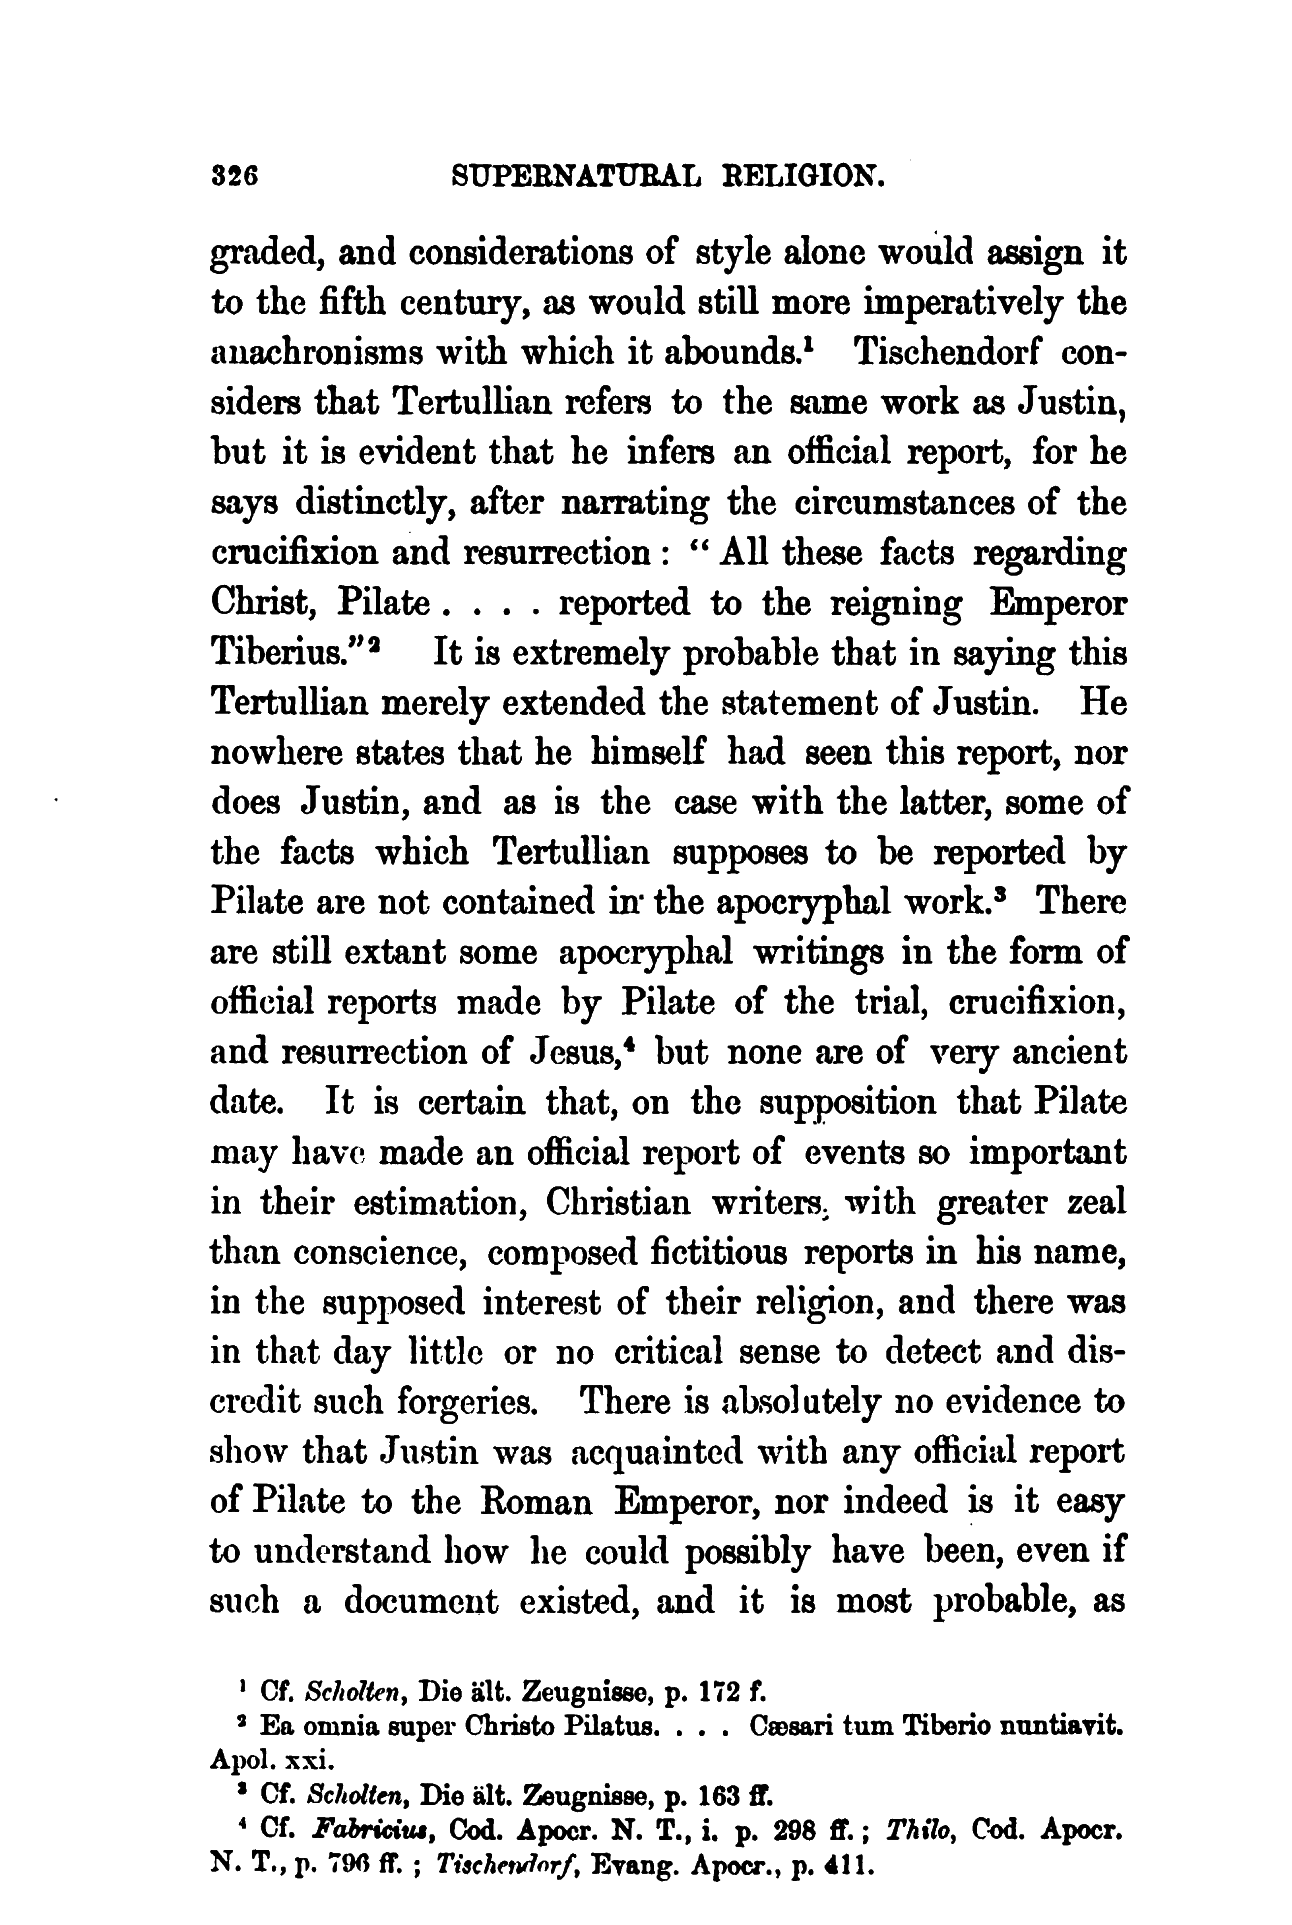 326 SUPERNATURAL RELIGION.
graded, and considerations of style alone would assign it
to the fifth century, as would still more imperatively the
anachronisms with which it abounds.¹ Tischendorf con-
siders that Tertullian refers to the same work as Justin,
but it is evident that he infers an official report, for he
says distinctly, after narrating the circumstances of the
crucifixion and resurrection : “ All these facts regarding
Christ, Pilate . . . . reported to the reigning Emperor
Tiberius.”² It is extremely probable that in saying this
Tertullian merely extended the statement of Justin. He
nowhere states that he himself had seen this report, nor
does Justin, and as is the case with the latter, some of
the facts which Tertullian supposes to be reported by
Pilate are not contained in the apocryphal work.³ There
are still extant some apocryphal writings in the form of
official reports made by Pilate of the trial, crucifixion,
and resurrection of Jesus,⁴ but none are of very ancient
date. It is certain that, on the supposition that Pilate
may have made an official report of events so important
in their estimation, Christian writers, with greater zeal
than conscience, composed fictitious reports in his name,
in the supposed interest of their religion, and there was
in that day little or no critical sense to detect and dis-
credit such forgeries. There is absolutely no evidence to
show that Justin was acquainted with any official report
of Pilate to the Roman Emperor, nor indeed is it easy
to understand how he could possibly have been, even if
such a document existed, and it is most probable, as
¹ Cf. Scholten, Die ält. Zeugnisse, p. 172 f.
² Ea omnia super Christo Pilatus. . . . Cæsari tum Tiberio nuntiavit.
Apol. xxi.
³ Cf. Scholten, Die ält. Zeugnisse, p. 163 ff.
⁴ Cf. Fabricius, Cod. Apocr. N. T., i. p. 298 ff. ; Thilo, Cod. Apocr.
N. T., p. 796 ff. ; Tischendorf, Evang. Apocr., p. 411.